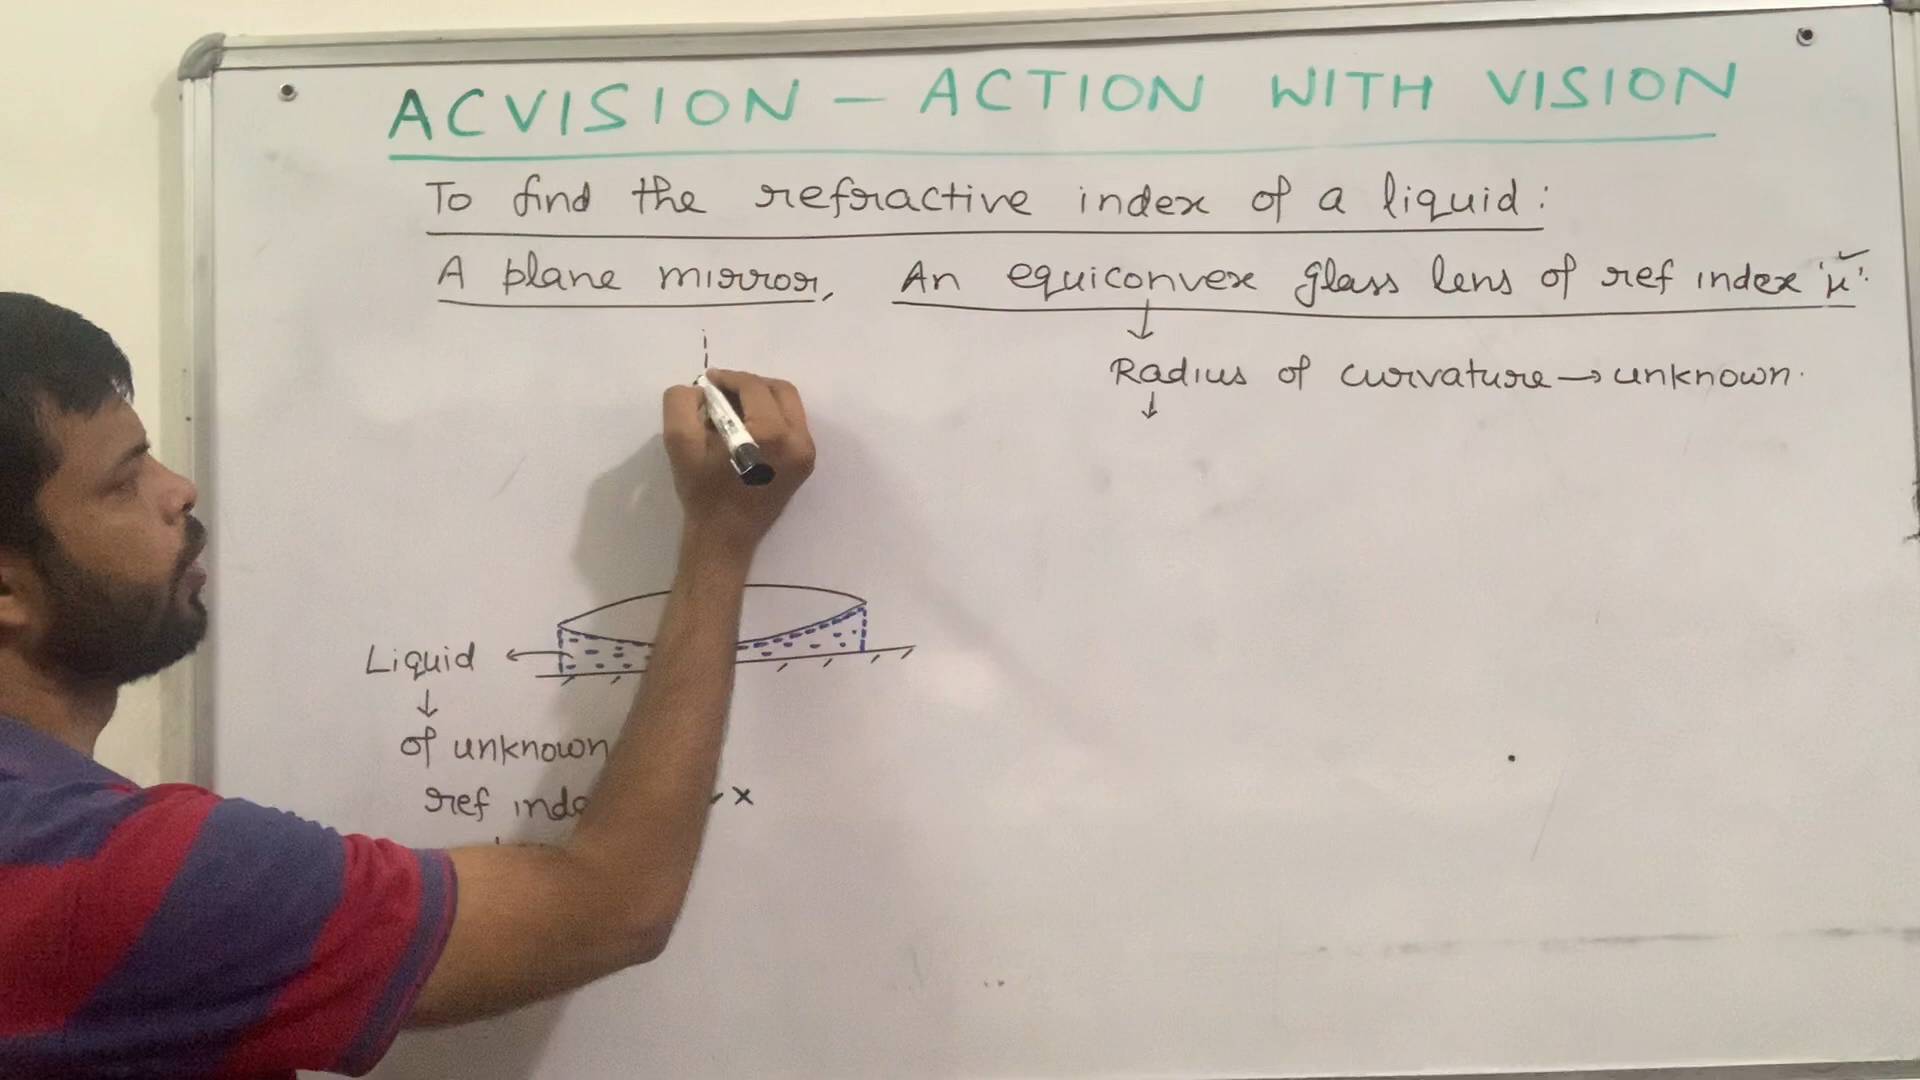 ACVISION - ACTION WITH VISION
To find the refractive index of a liquid:
A plane mirror, An equiconvex glass lens of ref index 'μ'.
Radius of curvature → unknown.
Liquid
of unknown
ref
x